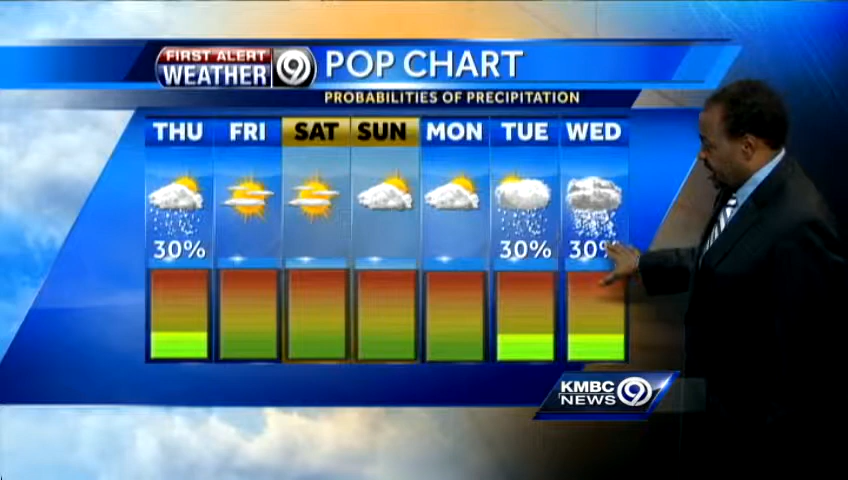 FIRST ALERT
WEATHER 9
POP CHART
PROBABILITIES OF PRECIPITATION
THU FRI SAT SUN MON TUE WED
30% 30% 30%
KMBC 9
NEWS